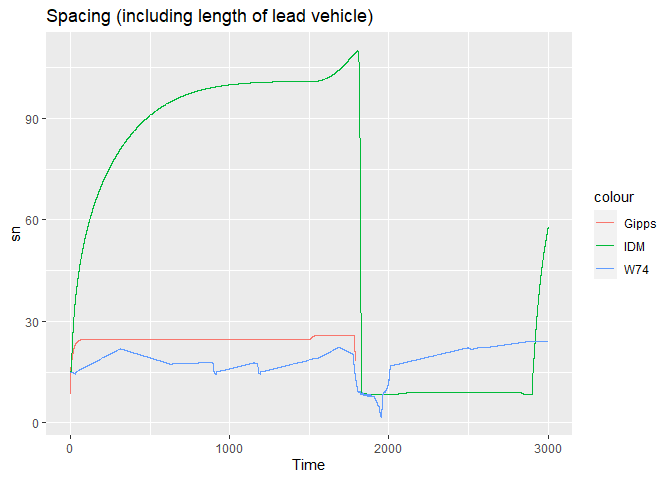 Spacing (including length of lead vehicle)
90
60
30
0
sn
0
1000
2000
3000
Time
colour
Gipps
IDM
W74